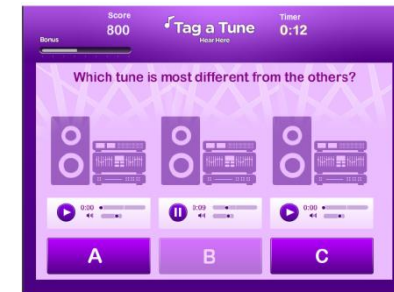 Score
800
Bonus
Tag a Tune
Hear Here
Timer
0:12
Which tune is most different from the others?
0:00
0:09
0:00
A
B
C